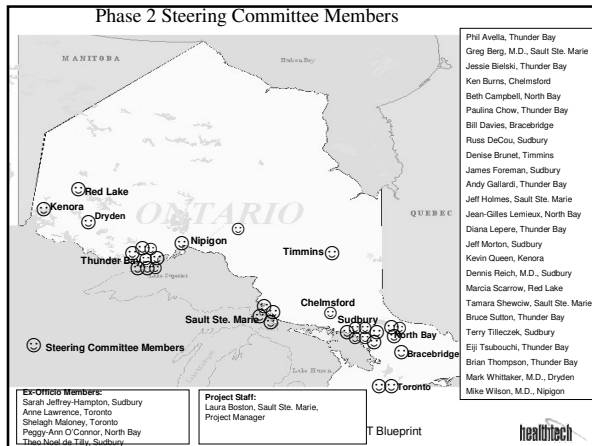 Phase 2 Steering Committee Members
MANITOBA
Hudson Bay
ONTARIO
QUEBEC
Red Lake
Kenora
Dryden
Nipigon
Thunder Bay
Lake Superior
Timmins
Chelmsford
Sault Ste. Marie
Sudbury
North Bay
Bracebridge
Lake Huron
Toronto
Steering Committee Members
Phil Avella, Thunder Bay
Greg Berg, M.D., Sault Ste. Marie
Jessie Bielski, Thunder Bay
Ken Burns, Chelmsford
Beth Campbell, North Bay
Paulina Chow, Thunder Bay
Bill Davies, Bracebridge
Russ DeCou, Sudbury
Denise Brunet, Timmins
James Foreman, Sudbury
Andy Gallardi, Thunder Bay
Jeff Holmes, Sault Ste. Marie
Jean-Gilles Lemieux, North Bay
Diana Lepere, Thunder Bay
Jeff Morton, Sudbury
Kevin Queen, Kenora
Dennis Reich, M.D., Sudbury
Marcia Scarrow, Red Lake
Tamara Shewciw, Sault Ste. Marie
Bruce Sutton, Thunder Bay
Terry Tilleczek, Sudbury
Eiji Tsubouchi, Thunder Bay
Brian Thompson, Thunder Bay
Mark Whittaker, M.D., Dryden
Mike Wilson, M.D., Nipigon
Ex-Officio Members:
Sarah Jeffrey-Hampton, Sudbury
Anne Lawrence, Toronto
Shelagh Maloney, Toronto
Peggy-Ann O'Connor, North Bay
Theo Noel de Tilly, Sudbury
Project Staff:
Laura Boston, Sault Ste. Marie,
Project Manager
T Blueprint
healthtech